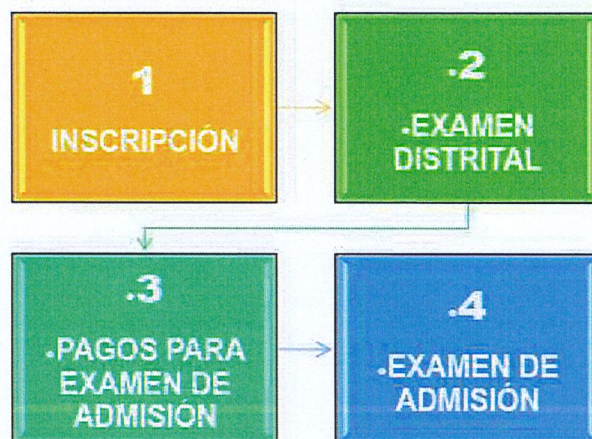 1
INSCRIPCIÓN
.2
.EXAMEN
DISTRITAL
.3
.PAGOS PARA
EXAMEN DE
ADMISIÓN
.4
.EXAMEN DE
ADMISIÓN